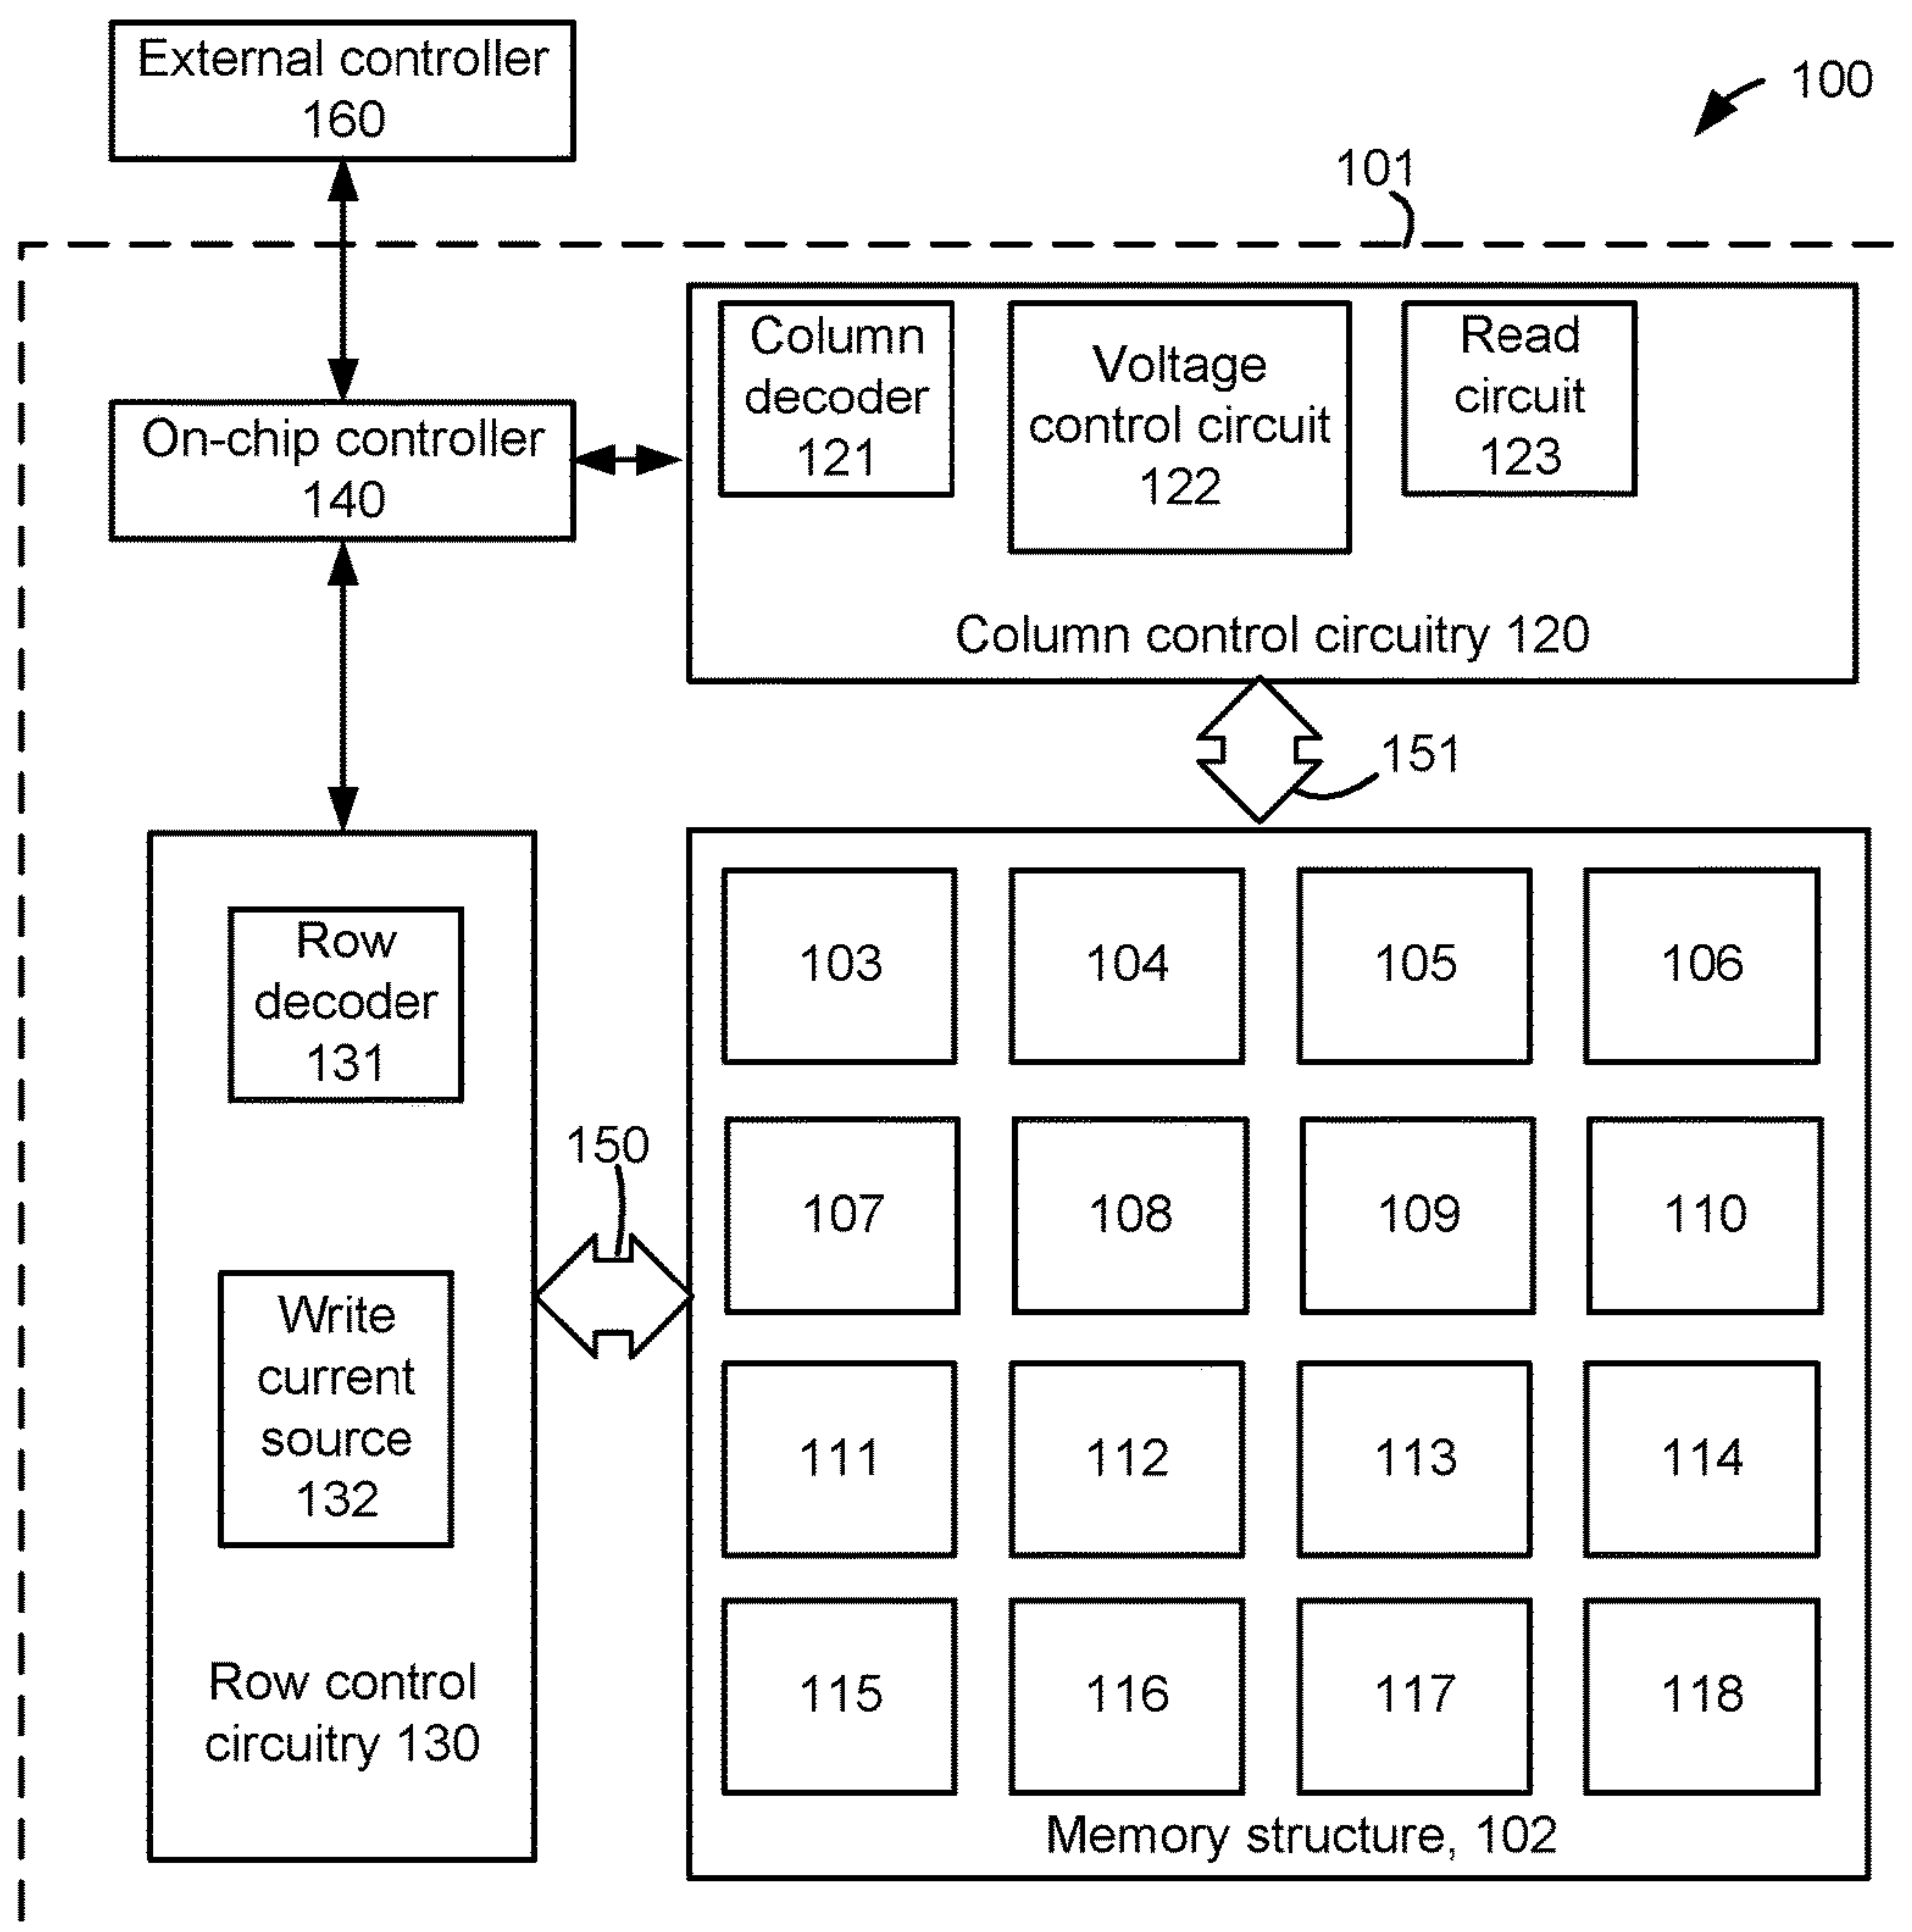 External controller
160
100
101
On-chip controller
140
Column
decoder
121
Voltage
control circuit
122
Read
circuit
123
Column control circuitry 120
151
Row
decoder
131
150
Write
current
source
132
Row control
circuitry 130
103
104
105
106
107
108
109
110
111
112
113
114
115
116
117
118
Memory structure, 102